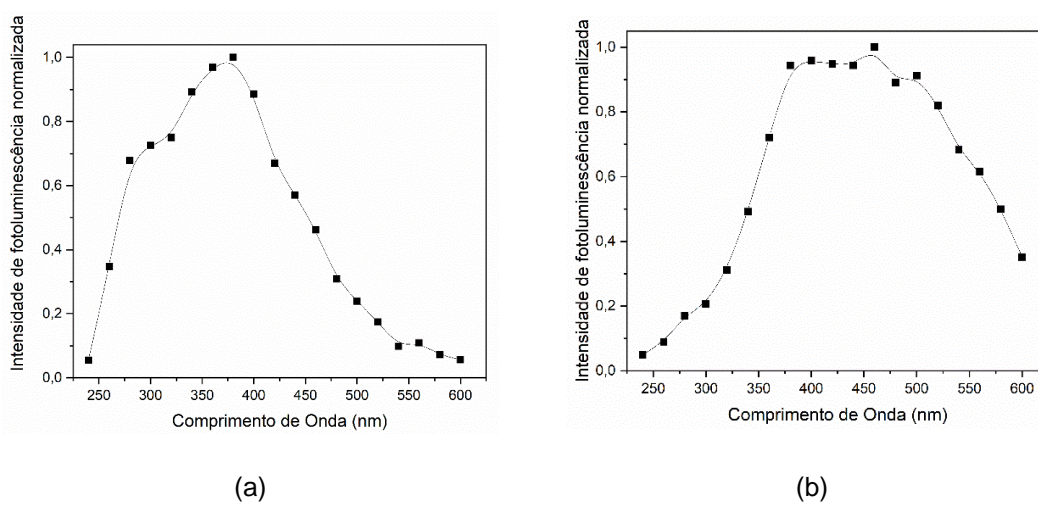 Intensidade de fotoluminescência normalizada
1,0
0,8
0,6
0,4
0,2
0,0
250 300 350 400 450 500 550 600
Comprimento de Onda (nm)
(a)
Intensidade de fotoluminescência normalizada
1,0
0,8
0,6
0,4
0,2
0,0
250 300 350 400 450 500 550 600
Comprimento de Onda (nm)
(b)